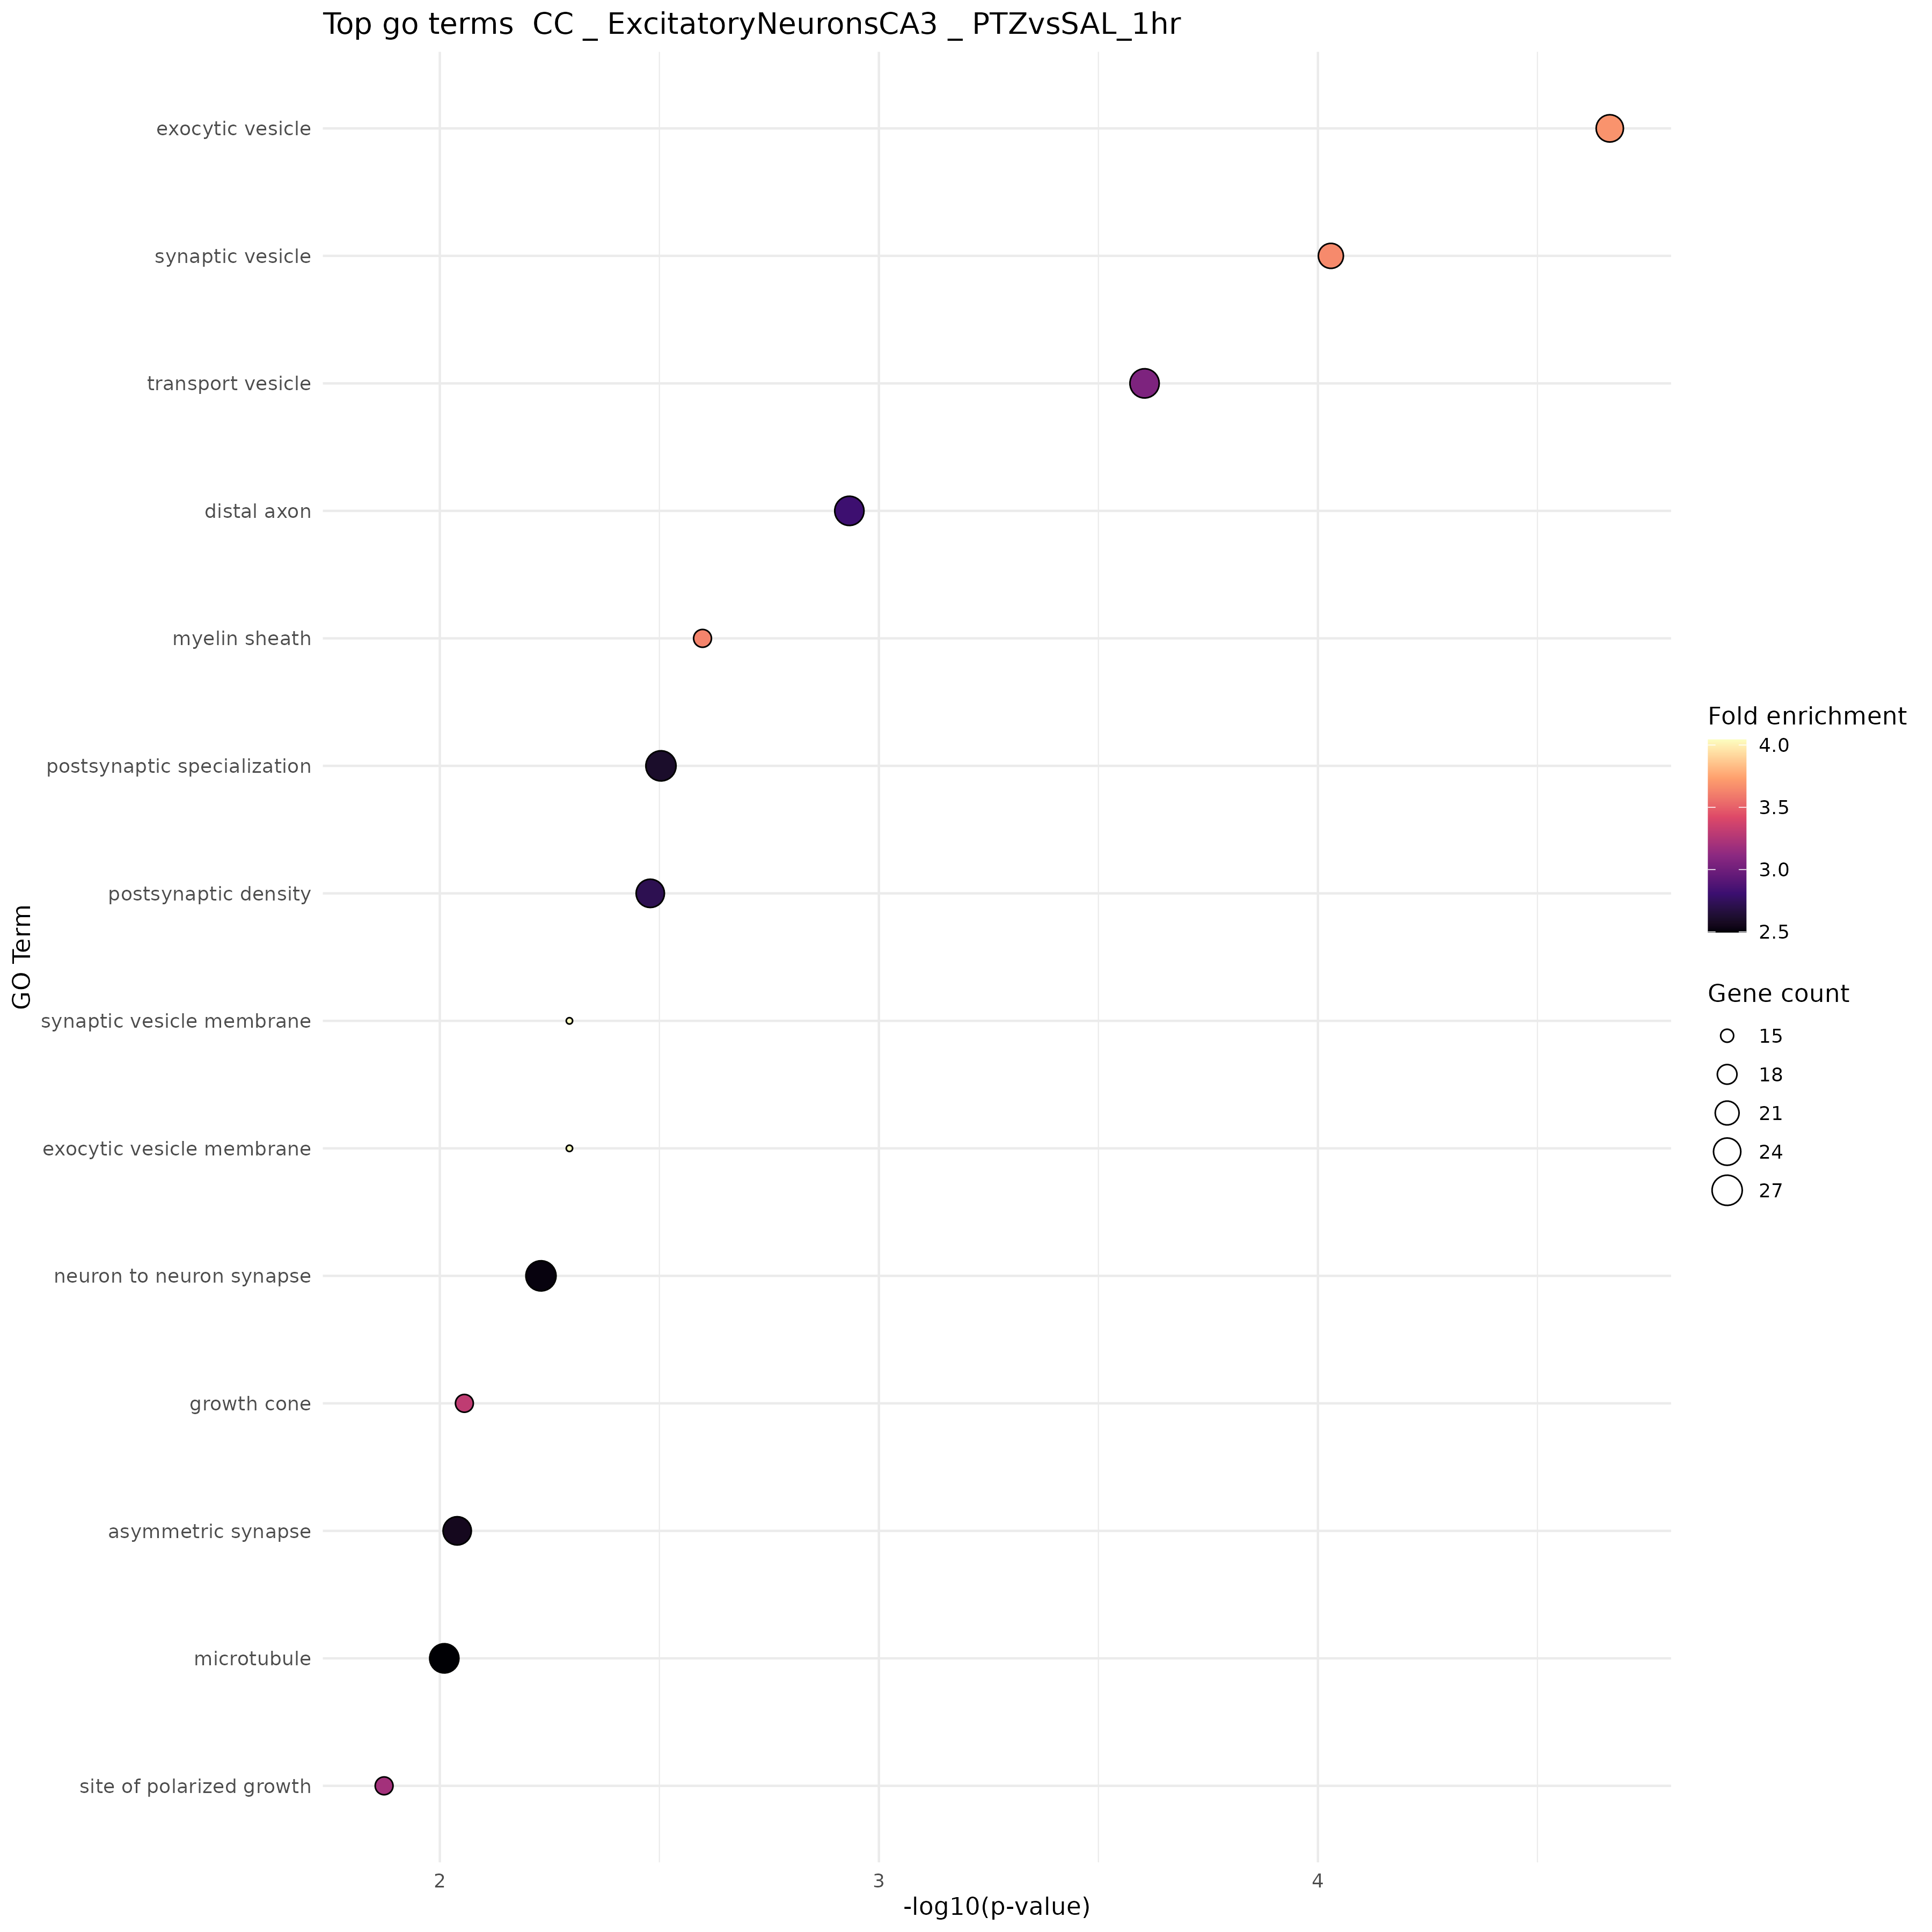 Top go terms  CC _ ExcitatoryNeuronsCA3 _ PTZvsSAL_1hr
exocytic vesicle
synaptic vesicle
transport vesicle
distal axon
myelin sheath
postsynaptic specialization
postsynaptic density
synaptic vesicle membrane
exocytic vesicle membrane
neuron to neuron synapse
growth cone
asymmetric synapse
microtubule
site of polarized growth
GO Term
2
3
4
-log10(p-value)
Fold enrichment
4.0
3.5
3.0
2.5
Gene count
15
18
21
24
27